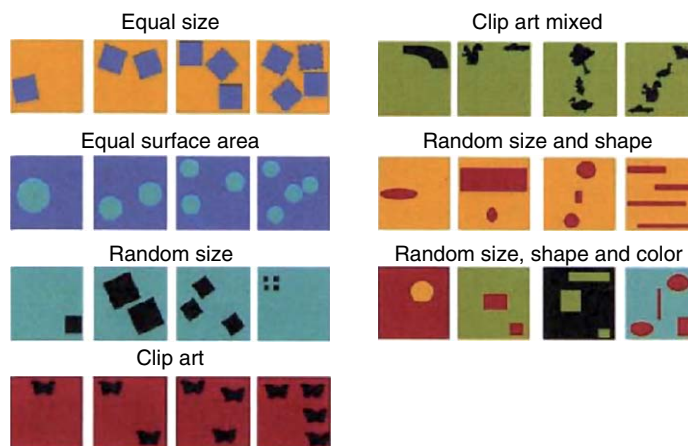 Equal size
Equal surface area
Random size
Clip art
Clip art mixed
Random size and shape
Random size, shape and color